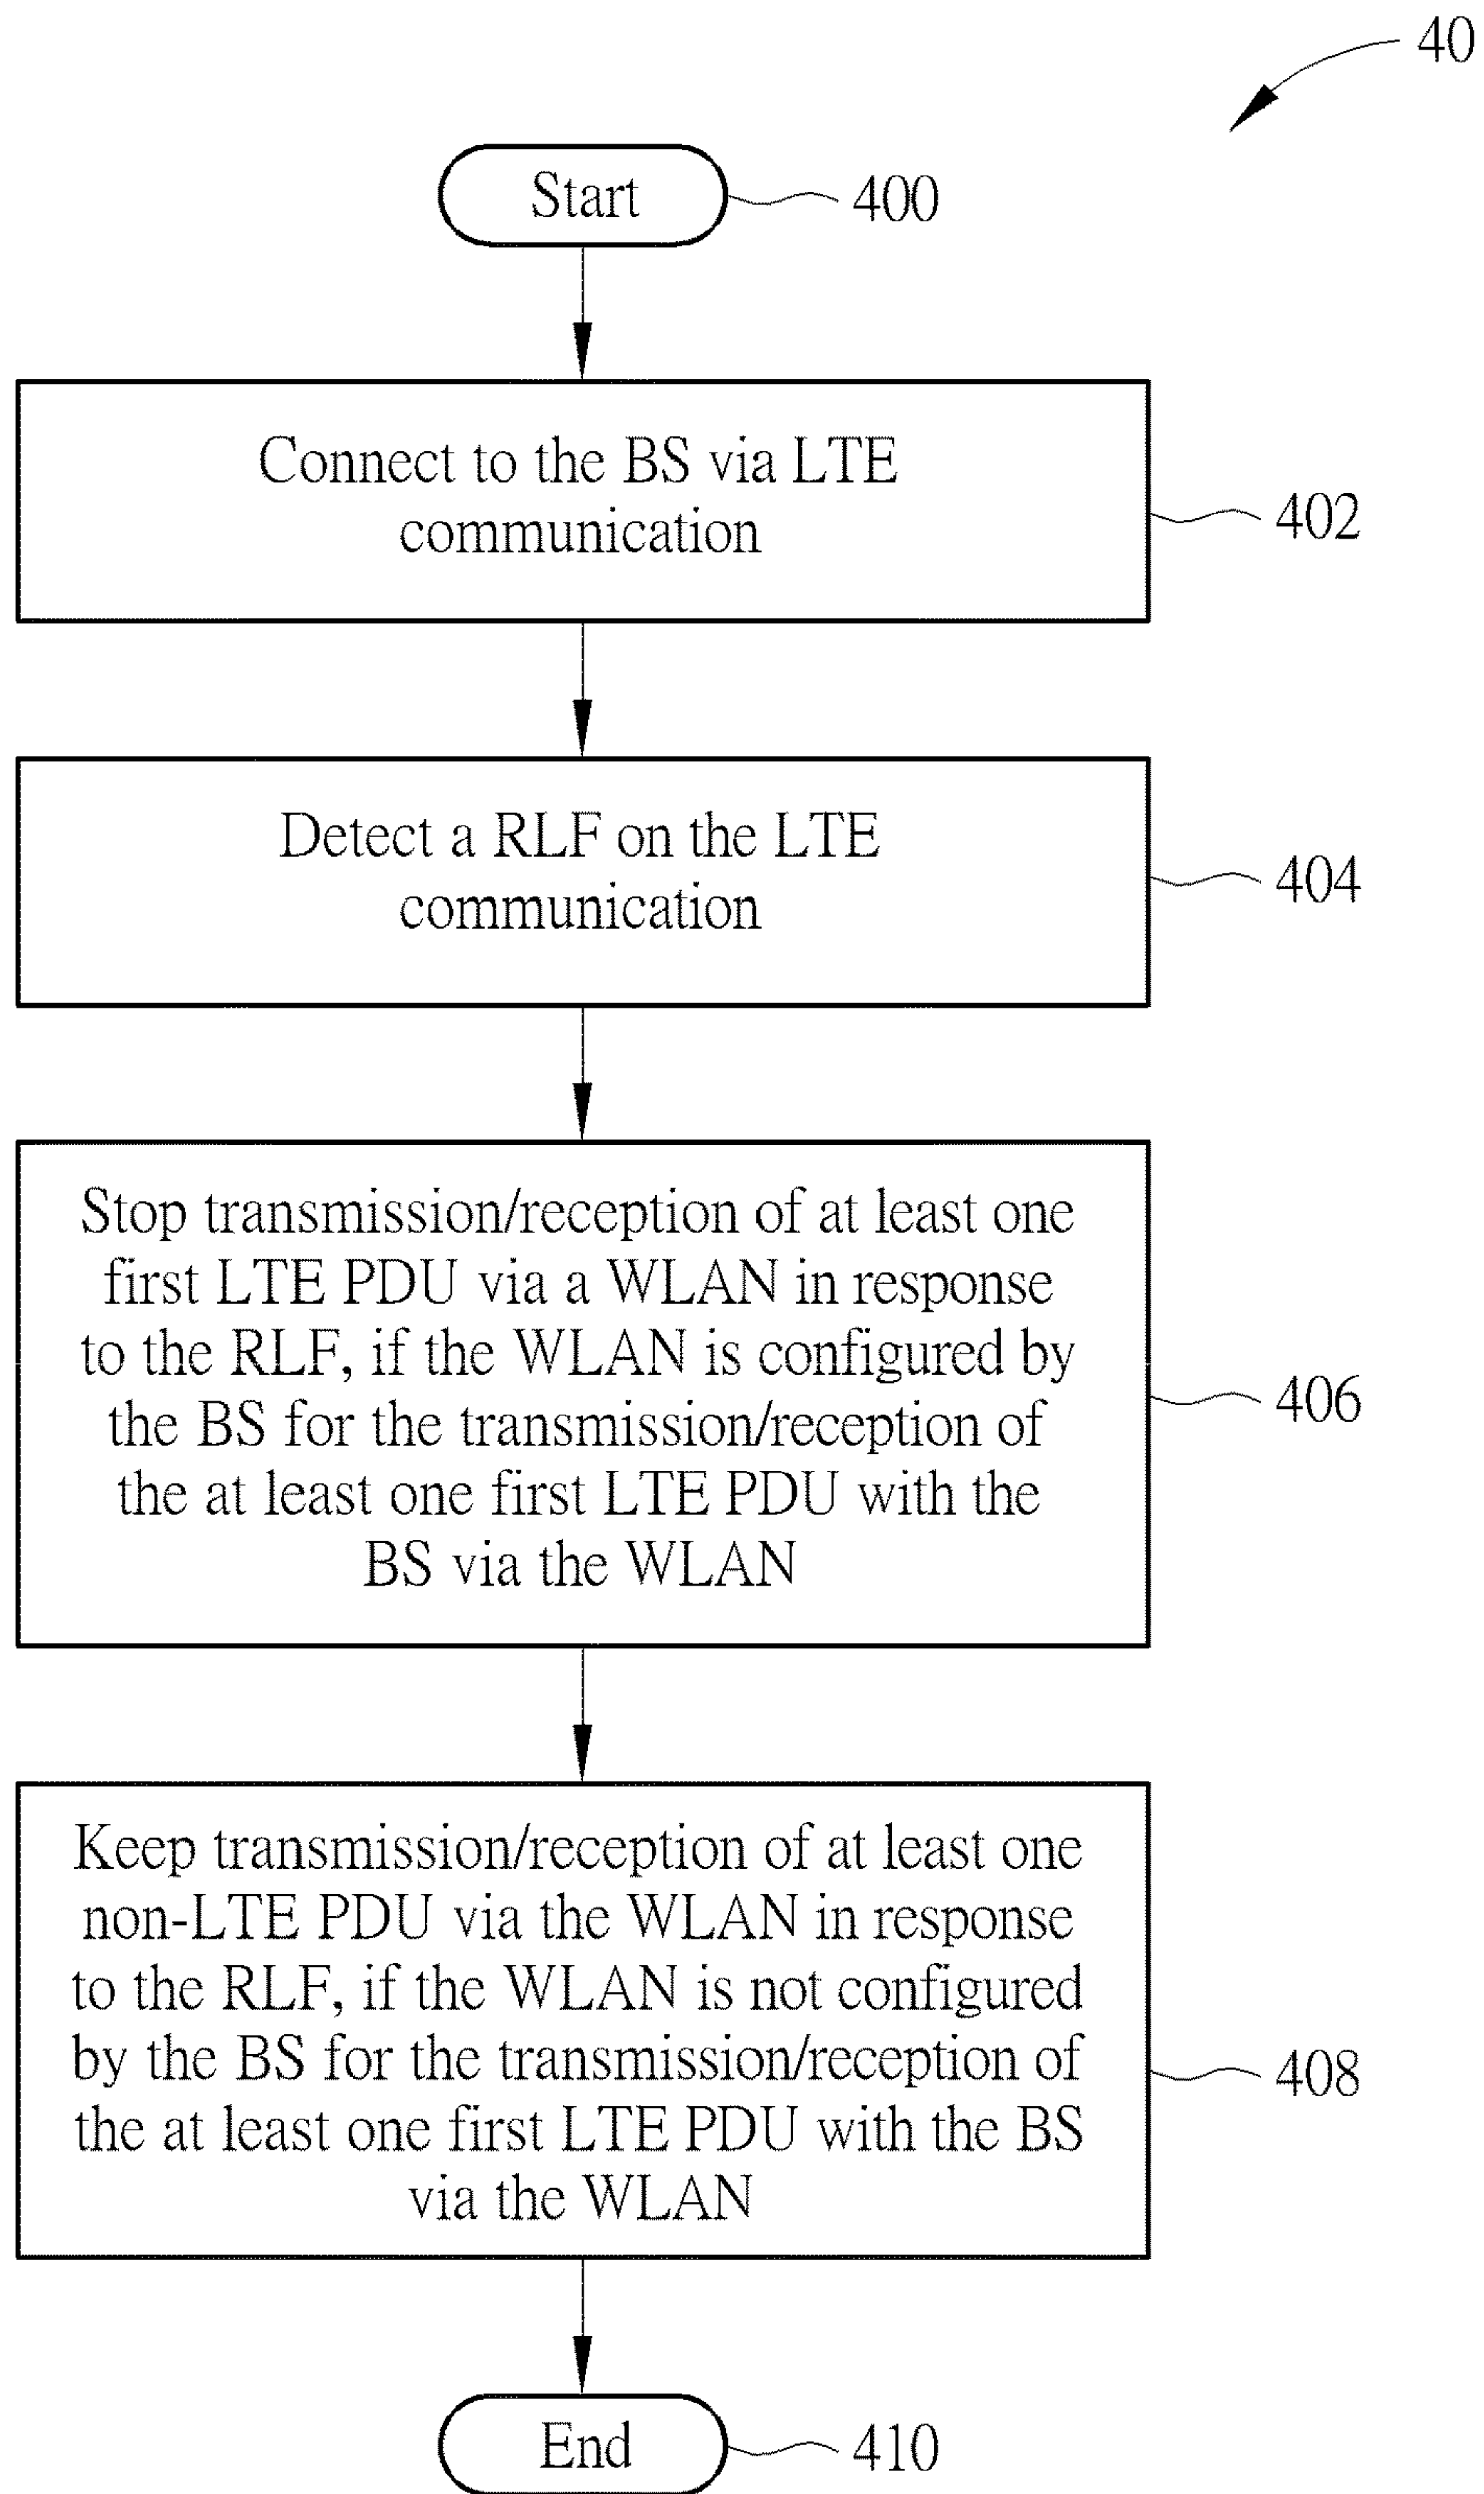 40
Start
400
Connect to the BS via LTE
communication
402
Detect a RLF on the LTE
communication
404
Stop transmission/reception of at least one
first LTE PDU via a WLAN in response
to the RLF, if the WLAN is configured by
the BS for the transmission/reception of
the at least one first LTE PDU with the
BS via the WLAN
406
Keep transmission/reception of at least one
non-LTE PDU via the WLAN in response
to the RLF, if the WLAN is not configured
by the BS for the transmission/reception of
the at least one first LTE PDU with the BS
via the WLAN
408
End
410